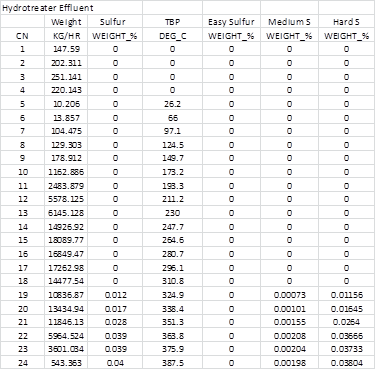 Hydrotreater Effluent
Weight Sulfur TBP Easy Sulfur Medium S Hard S
CN KG/HR WEIGHT_% DEG_C WEIGHT_% WEIGHT_% WEIGHT_%
1 147.59 0 0 0 0
2 202.311 0 0 0 0
3 251.141 0 0 0 0
4 220.143 0 0 0 0
5 10.206 0 26.2 0 0 0
6 13.857 0 66 0 0 0
7 104.475 0 97.1 0 0 0
8 129.303 0 124.5 0 0 0
9 178.912 0 149.7 0 0 0
10 1162.886 0 173.2 0 0 0
11 2483.879 0 193.3 0 0 0
12 5578.125 0 211.2 0 0 0
13 6145.128 0 230 0 0 0
14 14926.92 0 247.7 0 0 0
15 18089.77 0 264.6 0 0 0
16 16849.47 0 280.7 0 0 0
17 17262.98 0 296.1 0 0 0
18 14477.54 0 310.8 0 0 0
19 10836.87 0.012 324.9 0 0.00073 0.01156
20 13434.94 0.017 338.4 0 0.00101 0.01645
21 11846.13 0.028 351.3 0 0.00155 0.0264
22 5964.524 0.039 363.8 0 0.00208 0.03666
23 3601.034 0.039 375.9 0 0.00204 0.03733
24 543.363 0.04 387.5 0 0.00198 0.03804